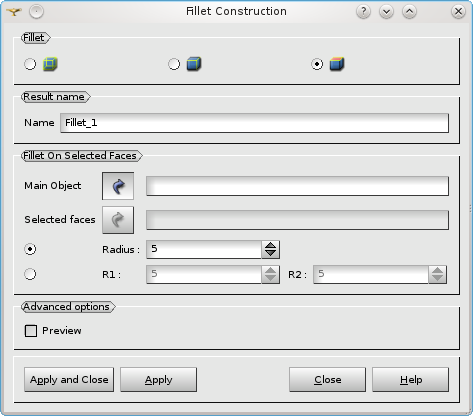 Fillet Construction
Fillet
Result name
Name Fillet_1
Fillet On Selected Faces
Main Object
Selected faces
Radius : 5
R1 : 5 R2 : 5
Advanced options
Preview
Apply and Close Apply Close Help